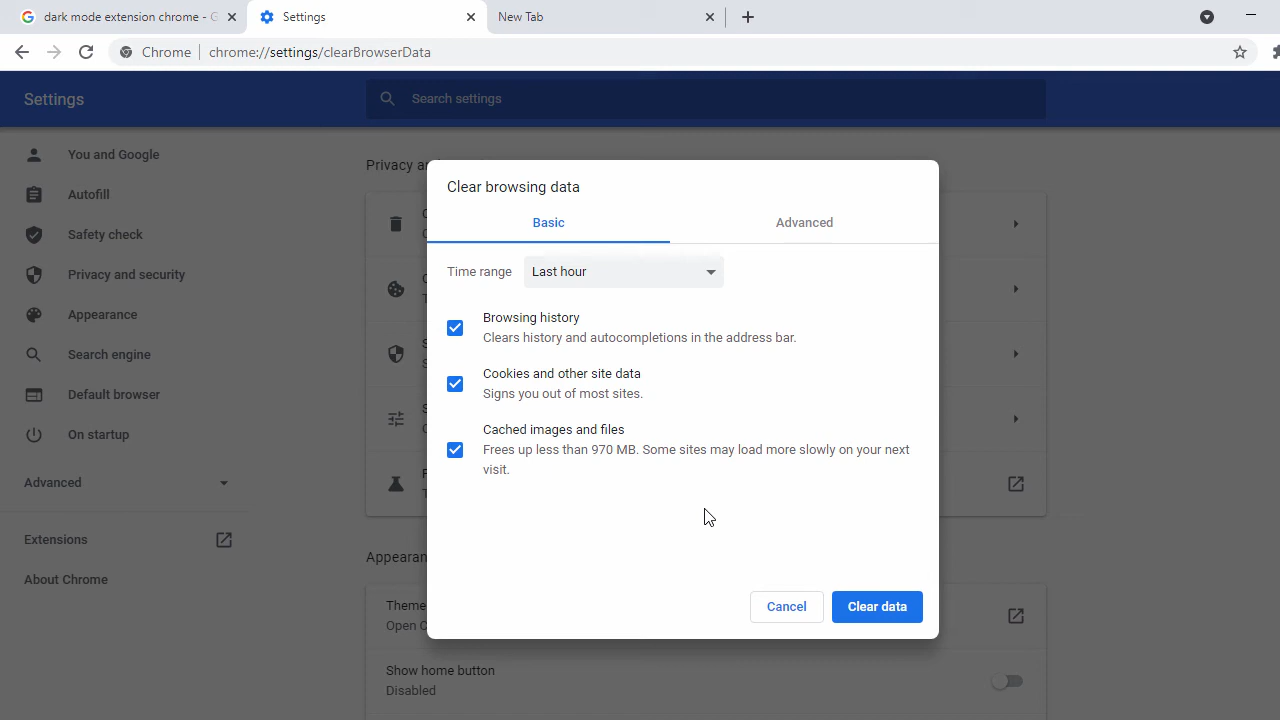 dark mode extension chrome -
Settings
New Tab
Chrome
chrome://settings/clearBrowserData
Settings
Search settings
You and Google
Autofill
Safety check
Privacy and security
Appearance
Search engine
Default browser
On startup
Advanced
Extensions
About Chrome
Privacy
Clear browsing data
Basic
Advanced
Time range
Last hour
Browsing history
Clears history and autocompletions in the address bar.
Cookies and other site data
Signs you out of most sites.
Cached images and files
Frees up less than 970 MB. Some sites may load more slowly on your next
visit.
Cancel
Clear data
Appearan
Theme
Open
Show home button
Disabled